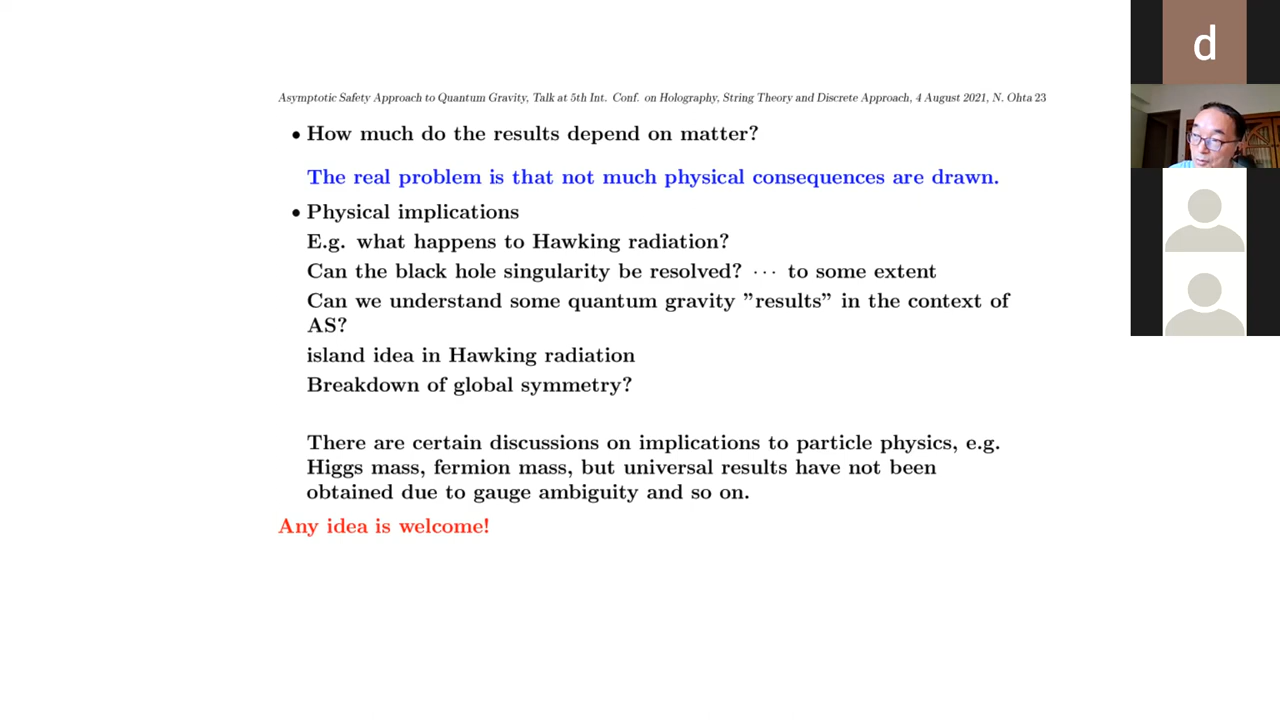 Asymptotic Safety Approach to Quantum Gravity, Talk at 5th Int. Conf. on Holography, String Theory and Discrete Approach, 4 August 2021, N. Ohta 23
• How much do the results depend on matter?
The real problem is that not much physical consequences are drawn.
• Physical implications
E.g. what happens to Hawking radiation?
Can the black hole singularity be resolved? ··· to some extent
Can we understand some quantum gravity ”results” in the context of
AS?
island idea in Hawking radiation
Breakdown of global symmetry?
There are certain discussions on implications to particle physics, e.g.
Higgs mass, fermion mass, but universal results have not been
obtained due to gauge ambiguity and so on.
Any idea is welcome!
d